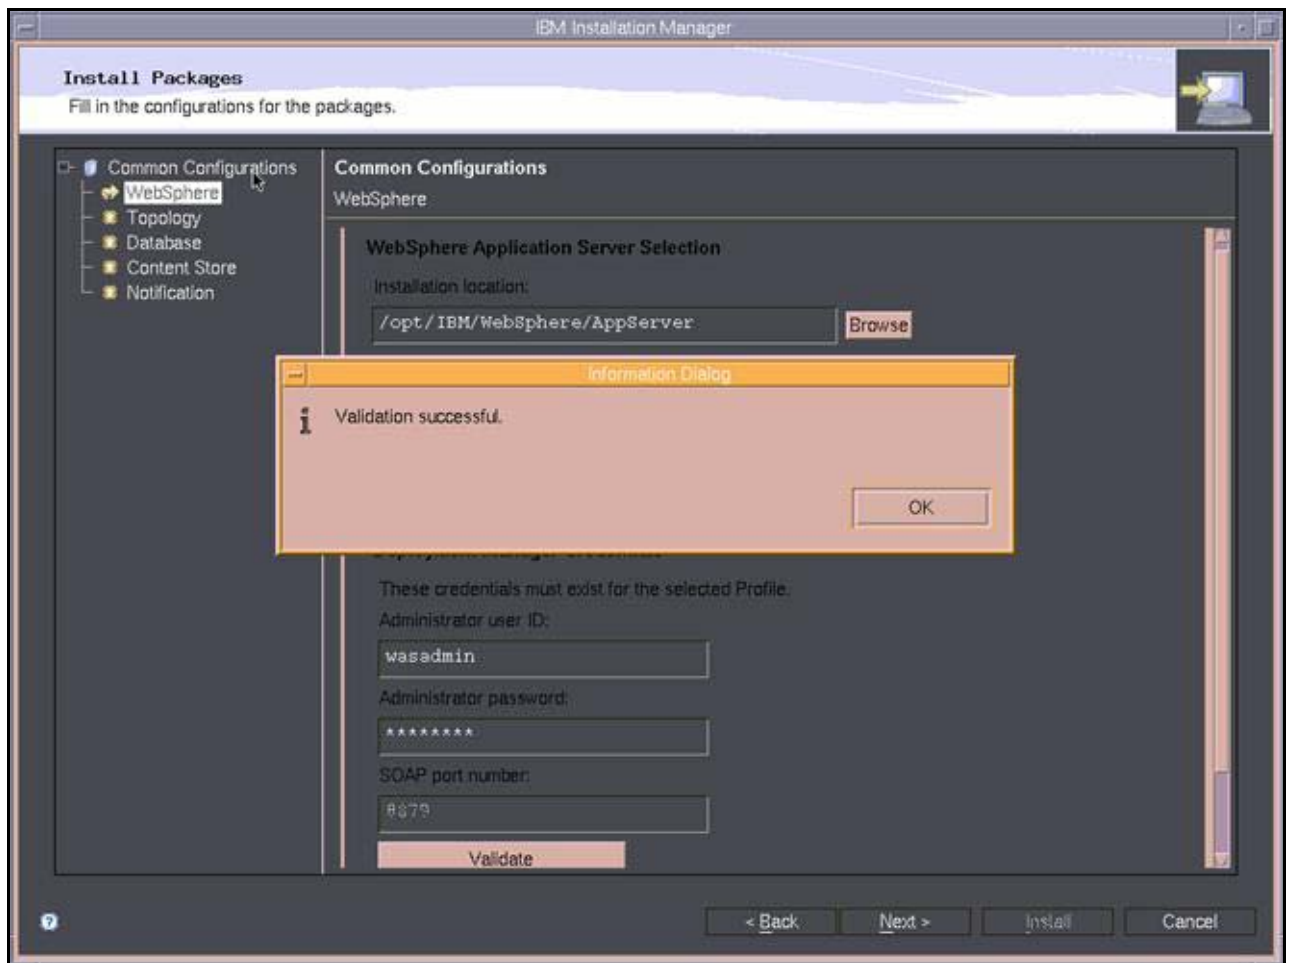 IBM Installation Manager
Install Packages
Fill in the configurations for the packages.
Common Configurations
WebSphere
Topology
Database
Content Store
Notification
Common Configurations
WebSphere
WebSphere Application Server Selection
Installation location:
/opt/IBM/WebSphere/AppServer
Browse
Information Dialog
Validation successful.
OK
These credentials must exist for the selected Profile.
Administrator user ID:
wasadmin
Administrator password:
********
SOAP port number:
8879
Validate
< Back
Next >
Install
Cancel